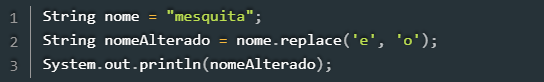 1 String nome = "mesquita";
2 String nomeAlterado = nome.replace('e', 'o');
3 System.out.println(nomeAlterado);